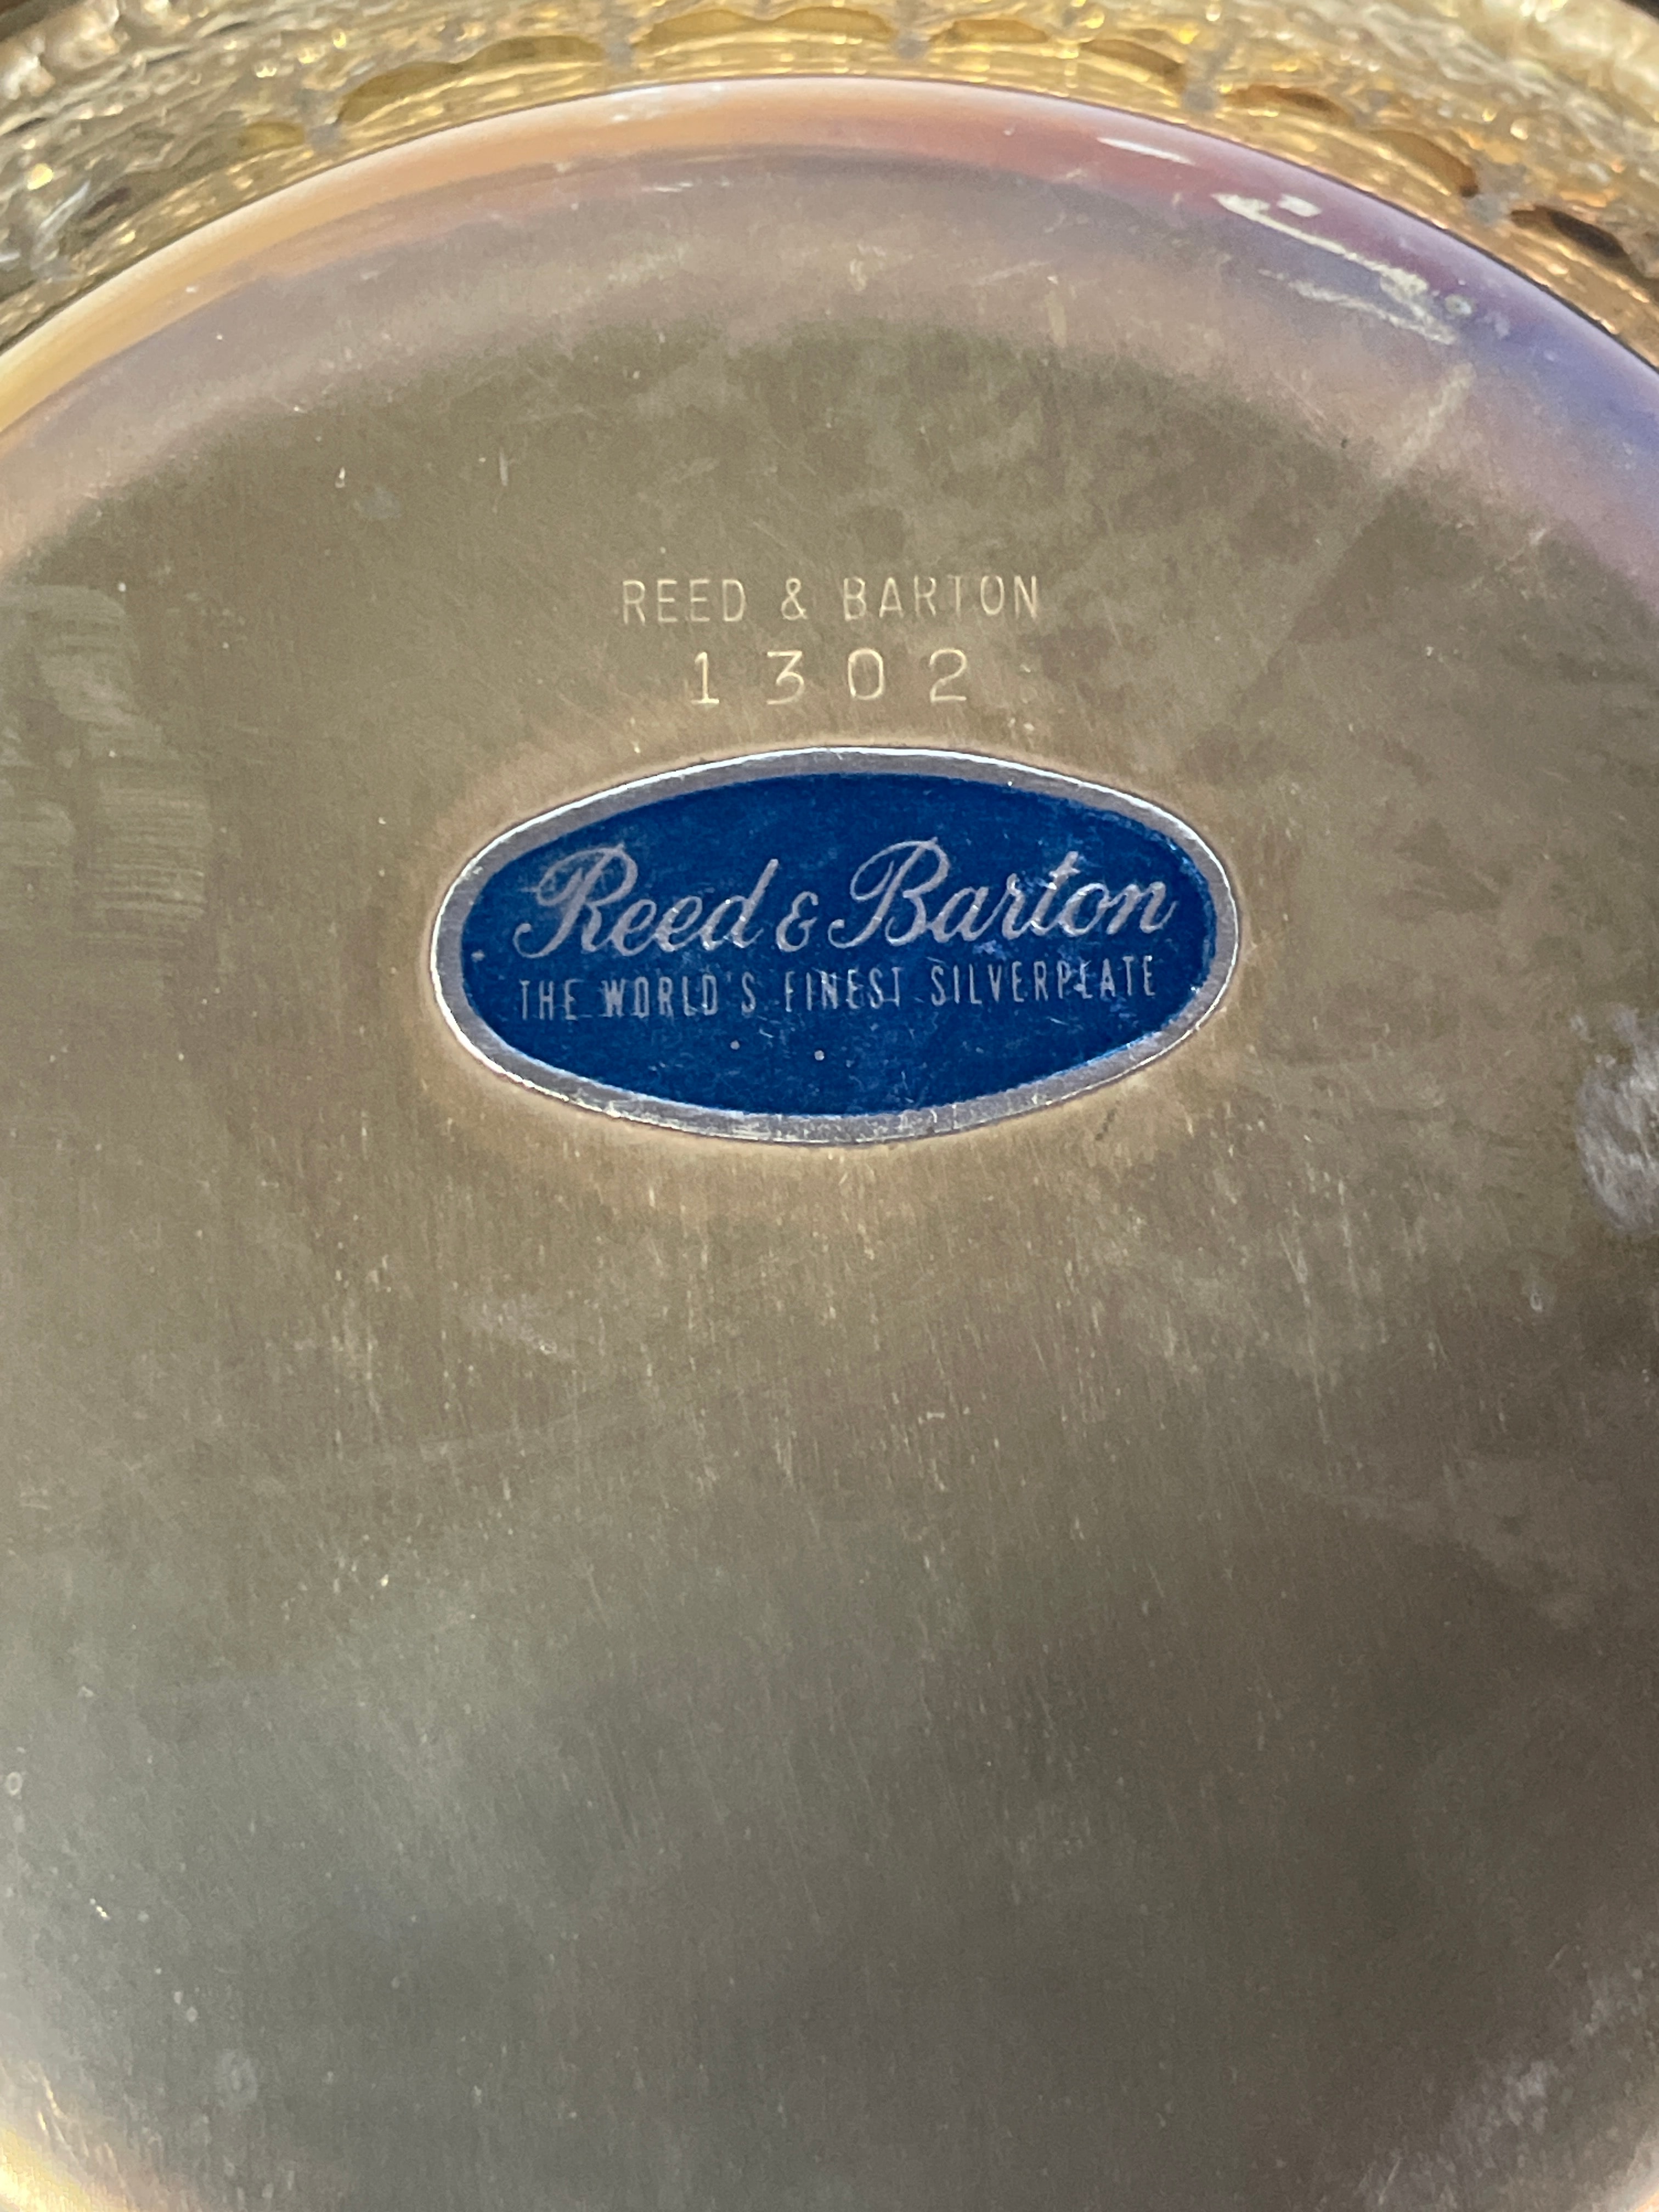 REED & BARTON
1302
Reed & Barton
THE WORLD'S FINEST SILVERPLATE